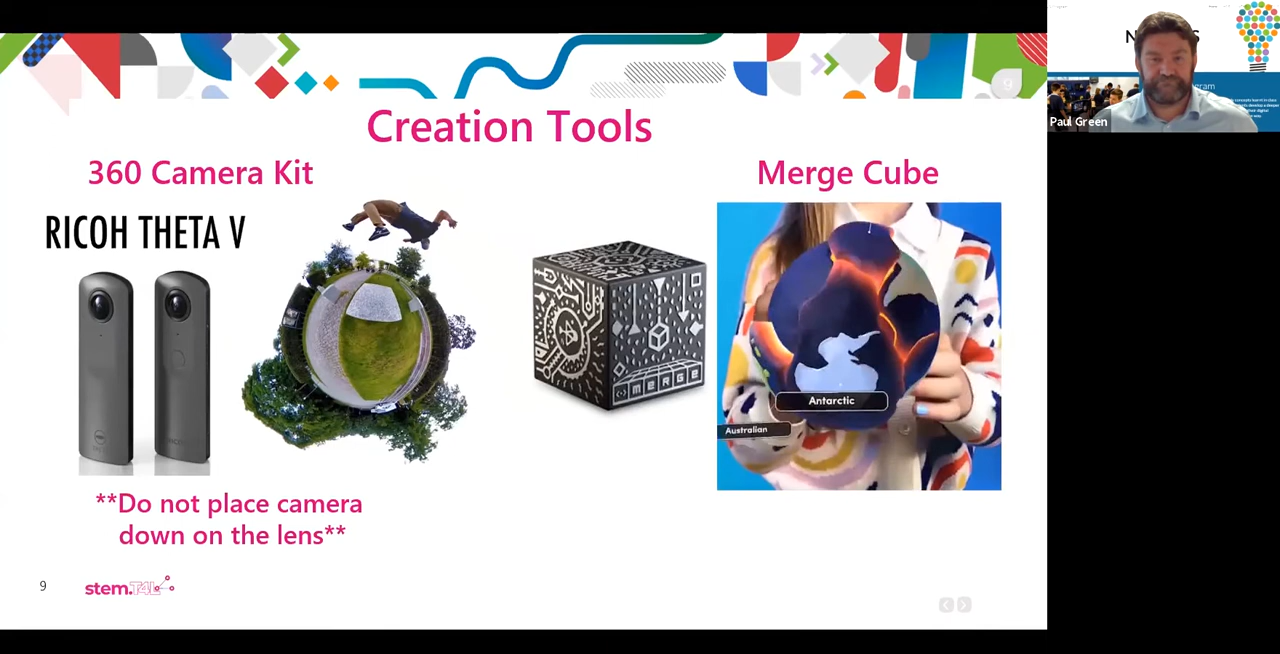 Creation Tools
360 Camera Kit
Merge Cube
RICOH THETA V
MERGE
Antarctic
Australian
**Do not place camera
down on the lens**
9
stem.T4L
9
Paul Green